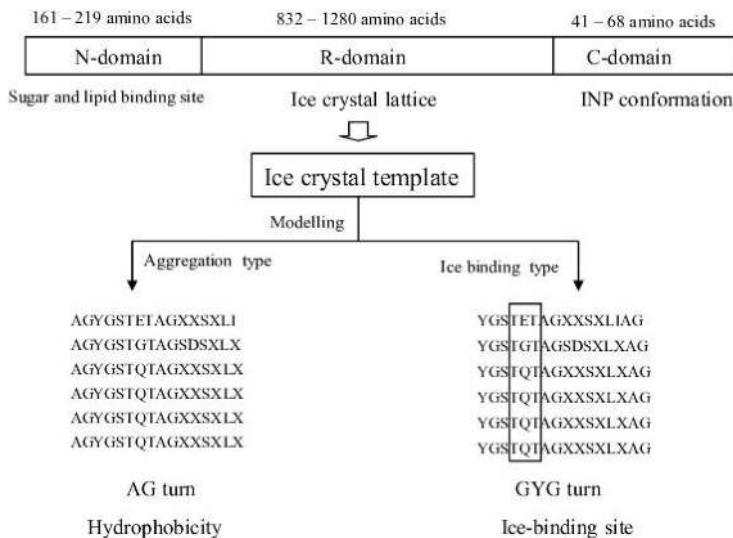 161 – 219 amino acids 832 – 1280 amino acids 41 – 68 amino acids
N-domain R-domain C-domain
Sugar and lipid binding site Ice crystal lattice INP conformation
Ice crystal template
Modelling
Aggregation type Ice binding type
AGYGSTETAGXXSXLI
AGYGSTGTAGSDSXLX
AGYGSTQTAGXXSXLX
AGYGSTQTAGXXSXLX
AGYGSTQTAGXXSXLX
AGYGSTQTAGXXSXLX
AG turn
Hydrophobicity
YGSTETAGXXSXLIAG
YGSTGTAGSDSXLXAG
YGSTQTAGXXSXLXAG
YGSTQTAGXXSXLXAG
YGSTQTAGXXSXLXAG
YGSTQTAGXXSXLXAG
GYG turn
Ice-binding site